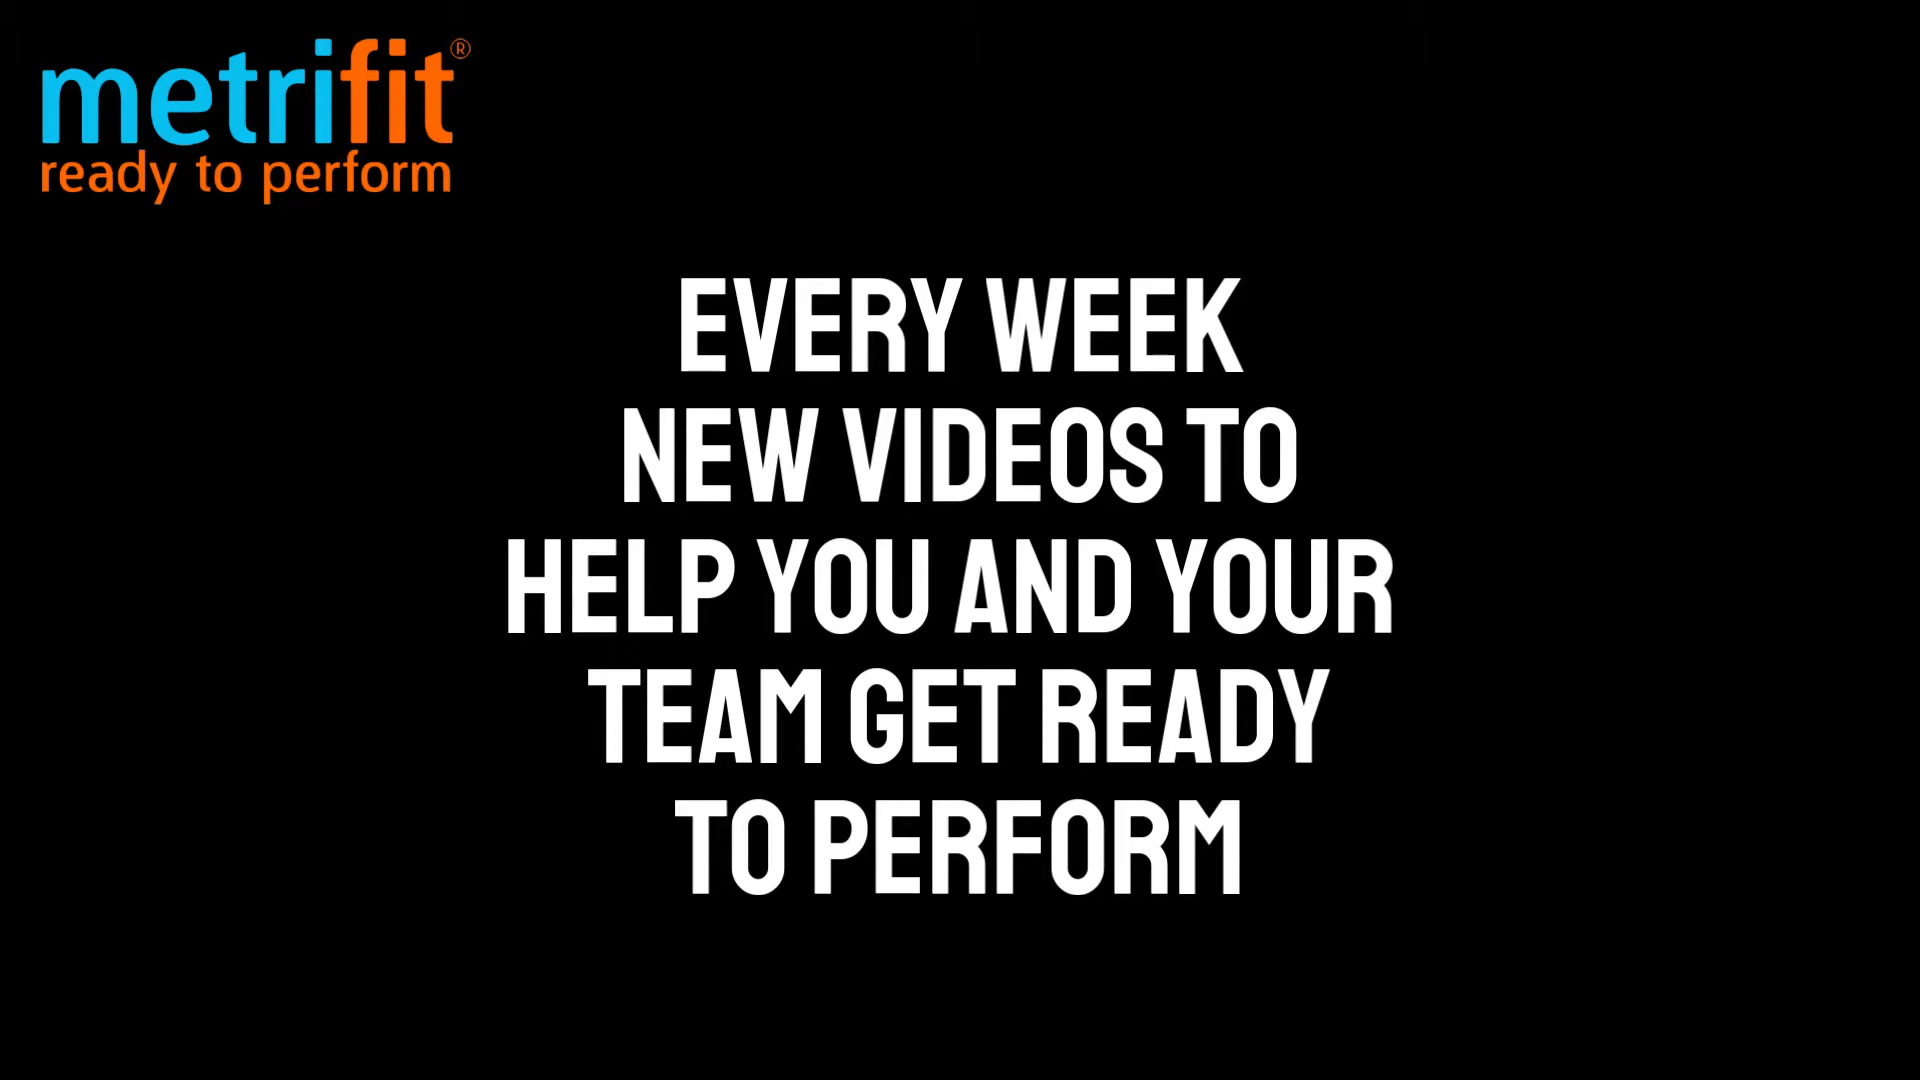 metrifit®
ready to perform
EVERY WEEK
NEW VIDEOS TO
HELP YOU AND YOUR
TEAM GET READY
TO PERFORM